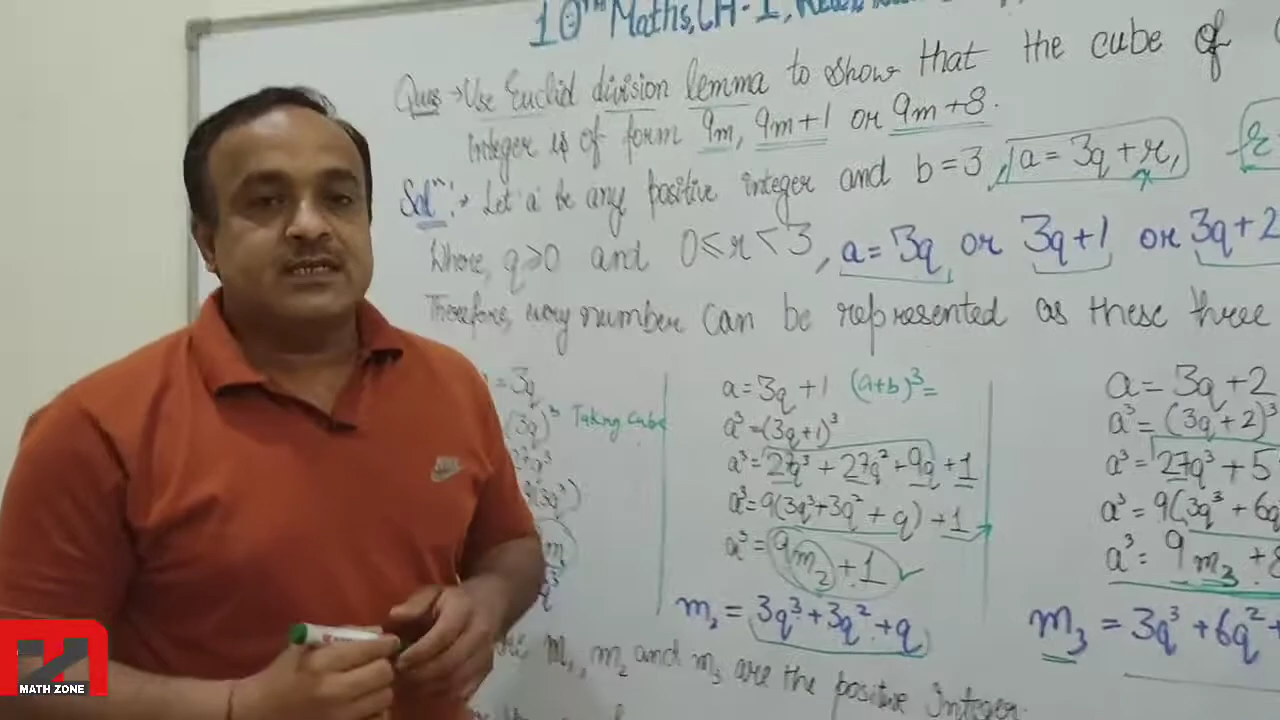 10TH Maths, CH-1, Real
Ques → Use Euclid division lemma to show that the cube of
Integer is of form 9m, 9m+1 or 9m+8.
Solⁿ:→ Let 'a' be any positive integer and b=3, a=3q+r,
Where, q≥0 and 0≤r<3, a=3q or 3q+1 or 3q+2
Therefore, every number can be represented as these three
=3q
(3q)³ Taking cube
27q³
(3q³)
a=3q+1 (a+b)³=
a³=(3q+1)³
a³=27q³+27q²+9q+1
a³=9(3q³+3q²+q)+1
a³=9m₂+1
m₂=3q³+3q²+q
a=3q+2
a³=(3q+2)³
a³=27q³+5
a³=9(3q³+6q
a³=9m₃+8
m₃=3q³+6q²+
m₁, m₂ and m₃ are the positive Integer.
MATH ZONE